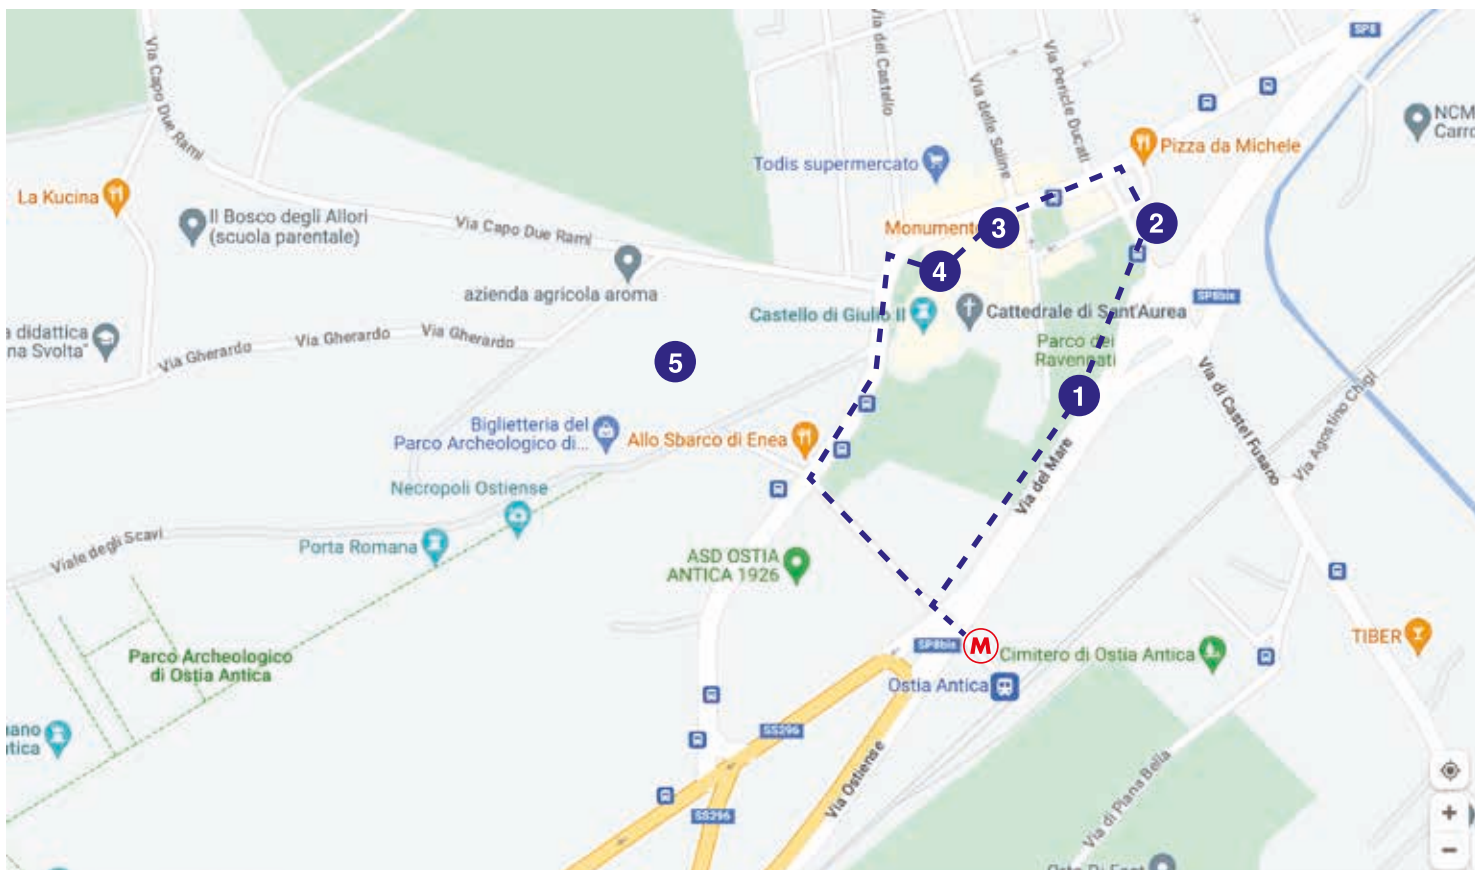 SP8
Via Capo Due Rami
Via del Castello
Via delle Saline
Via Pericle Ducati
NCM
Carro
Pizza da Michele
Todis supermercato
La Kucina
Il Bosco degli Allori
(scuola parentale)
Via Capo Due Rami
Monument
3
2
4
azienda agricola aroma
SP8bis
Castello di Giulio II
Cattedrale di Sant'Aurea
Parco dei
Ravennati
a didattica
na Svolta"
Via Gherardo
Via Gherardo
Via Gherardo
5
1
Via di Castel Fusano
Via Agostino Chigi
Biglietteria del
Parco Archeologico di...
Allo Sbarco di Enea
Via del Mare
Necropoli Ostiense
Porta Romana
Viale degli Scavi
ASD OSTIA
ANTICA 1926
Parco Archeologico
di Ostia Antica
SP8bis
M
Cimitero di Ostia Antica
TIBER
Ostia Antica
SS296
SS296
Via Ostiense
Via di Piana Bella
+
−